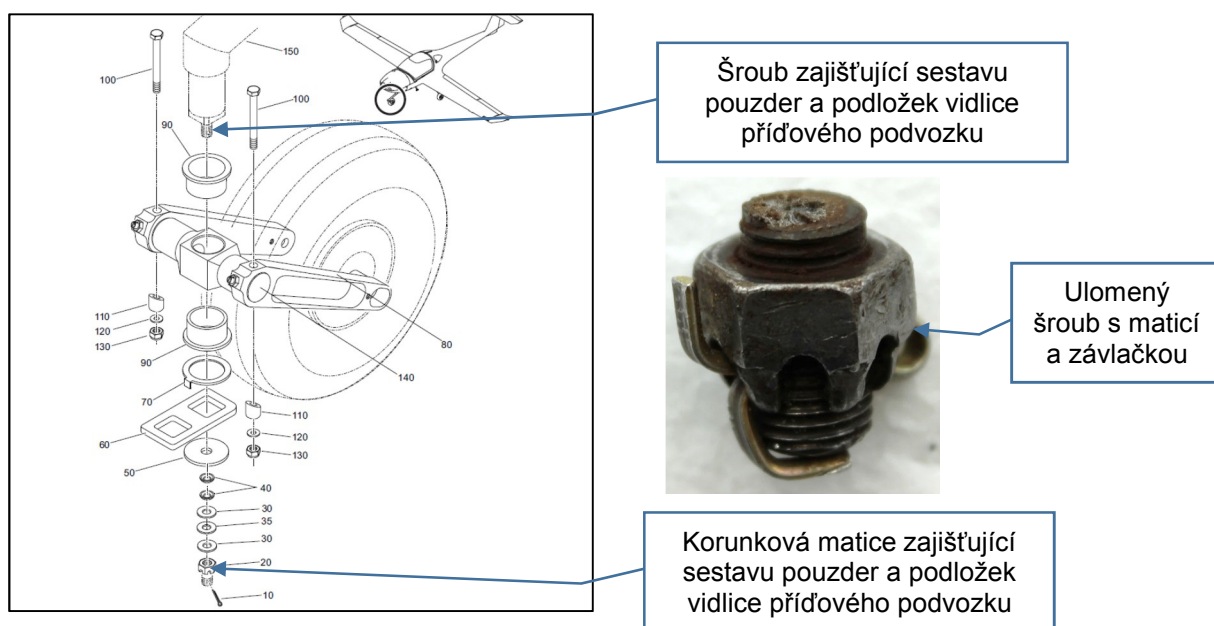 150
100
100
90
110
120
130
90
80
140
70
110
60
120
130
50
40
30
35
30
20
10
Šroub zajišťující sestavu
pouzder a podložek vidlice
příďového podvozku
Ulomený
šroub s maticí
a závlačkou
Korunková matice zajišťující
sestavu pouzder a podložek
vidlice příďového podvozku